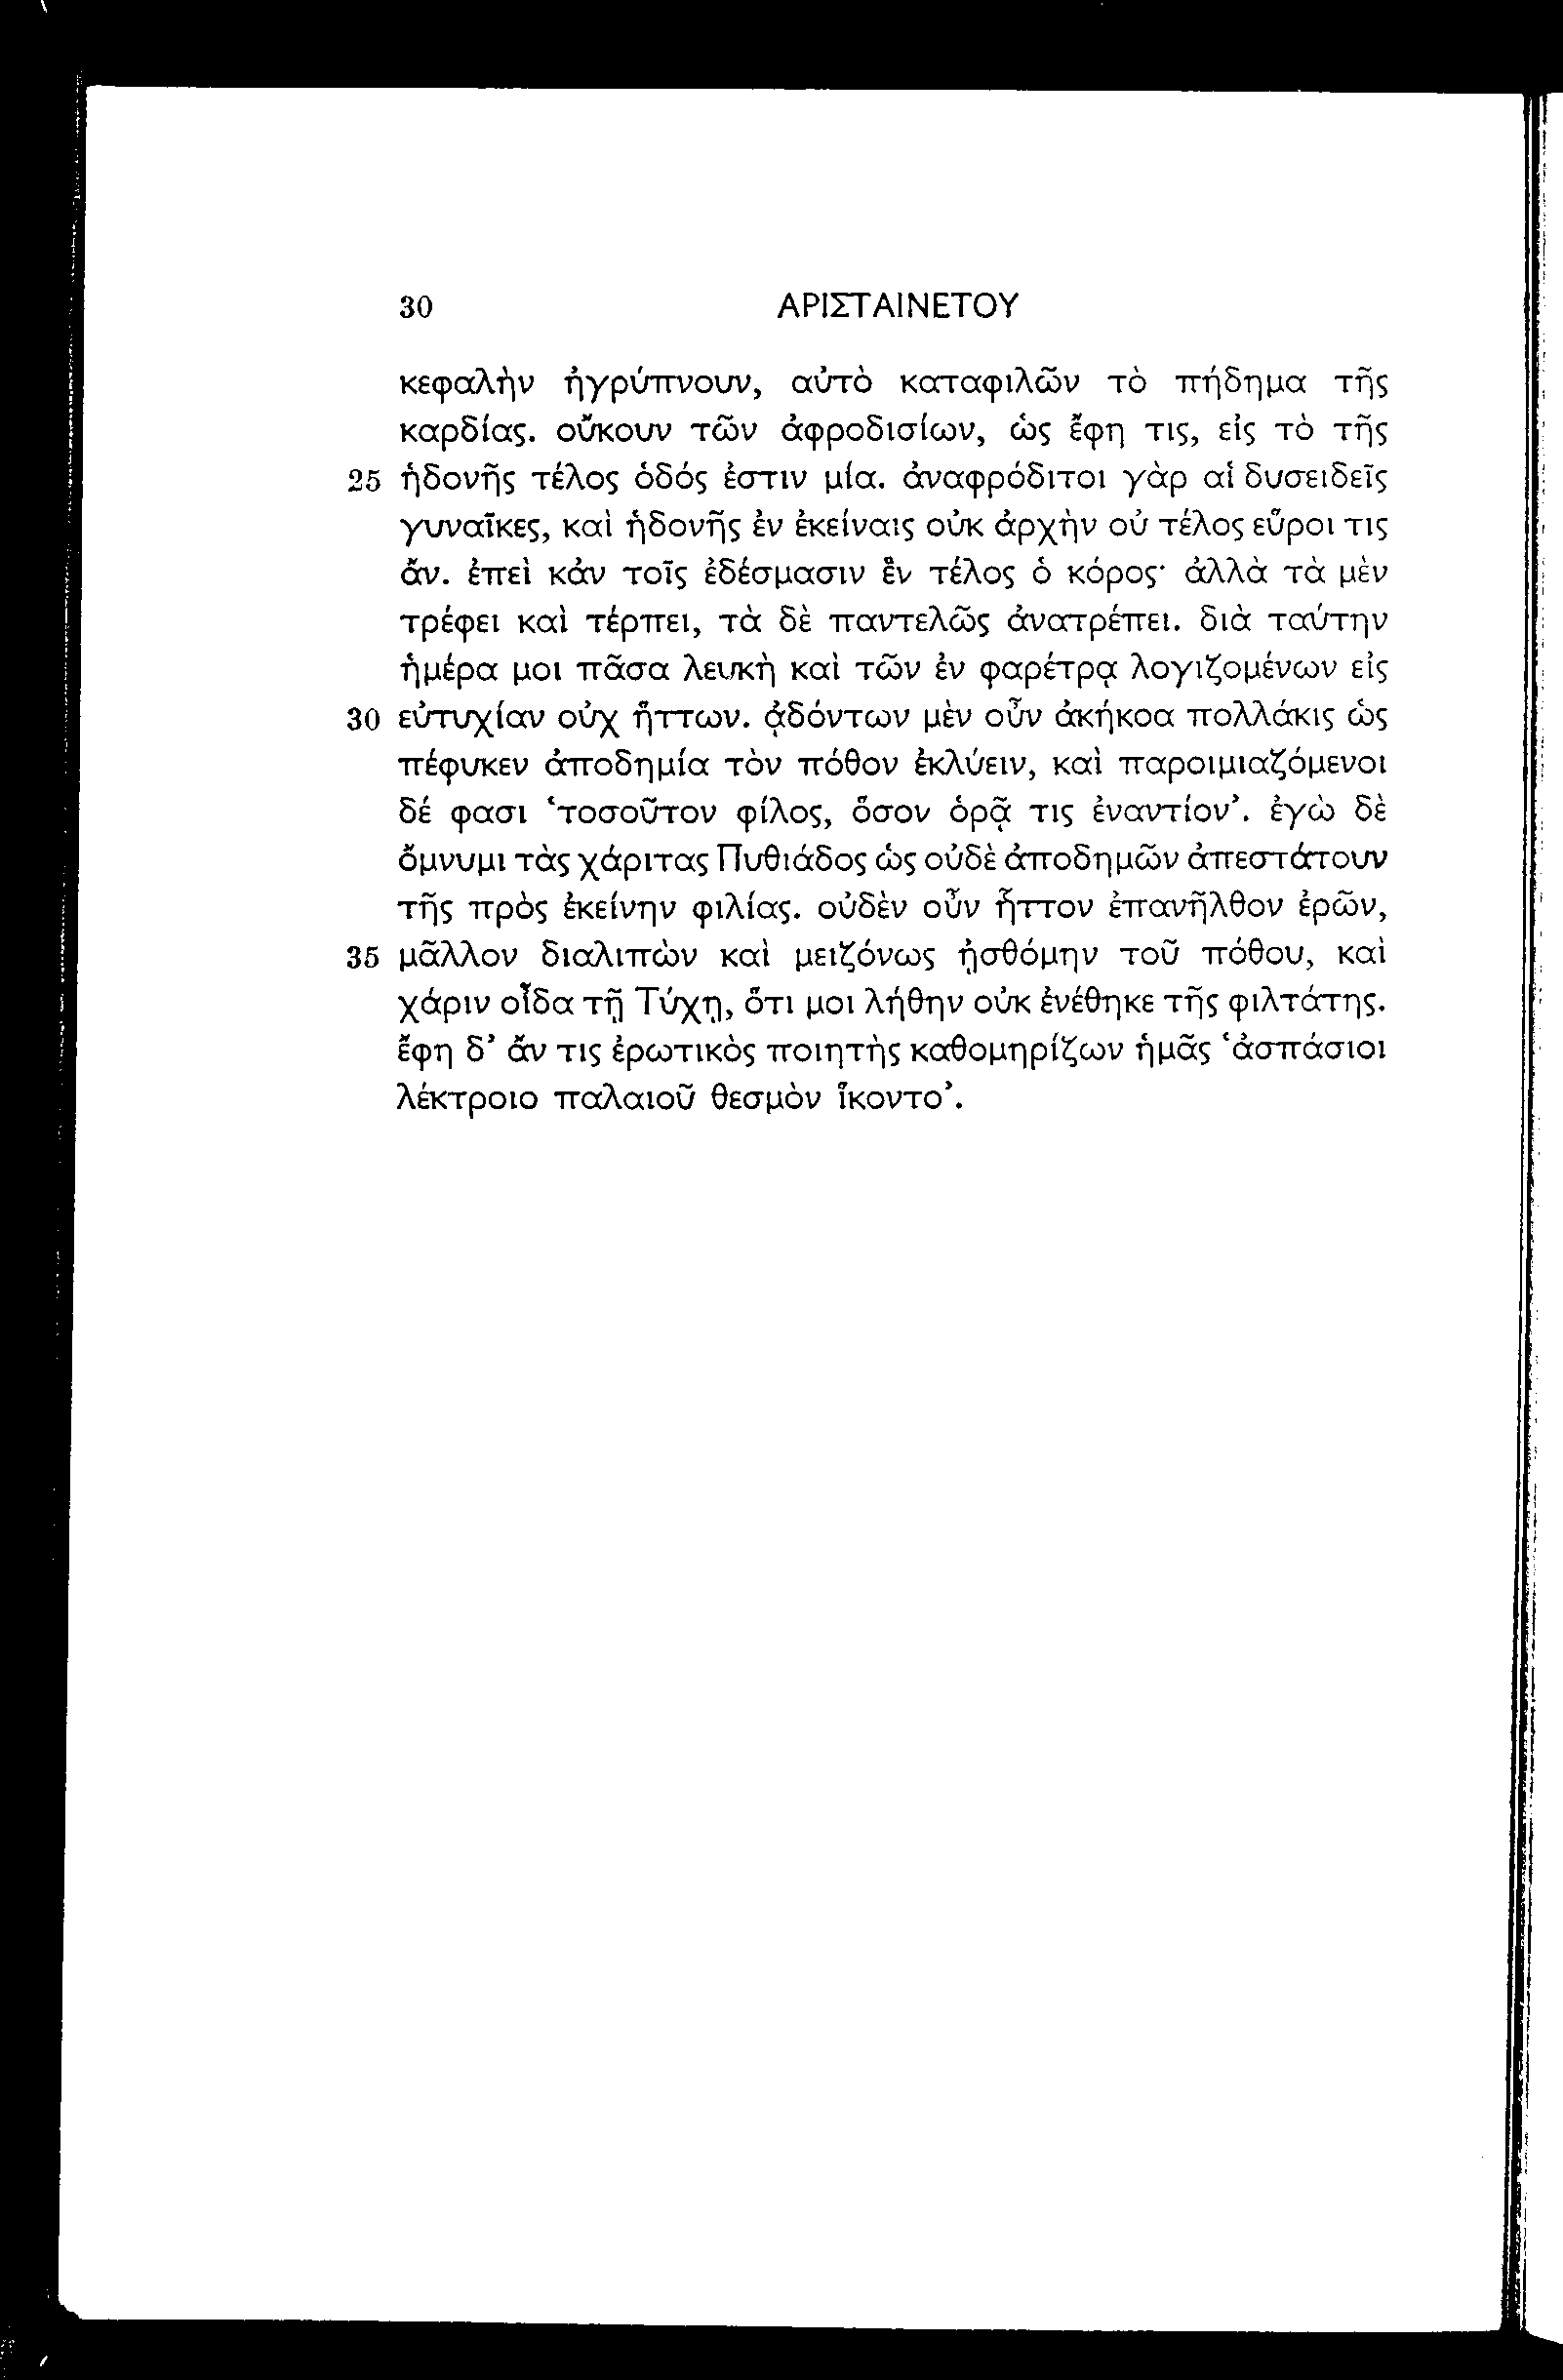 30 ΑΡΙΣΤΑΙΝΕΤΟΥ
κεφαλὴν ἠγρύπνουν, αὐτὸ καταφιλῶν τὸ πήδημα τῆς
καρδίας. οὔκουν τῶν ἀφροδισίων, ὡς ἔφη τις, εἰς τὸ τῆς
25 ἡδονῆς τέλος ὁδός ἐστιν μία. ἀναφρόδιτοι γὰρ αἱ δυσειδεῖς
γυναῖκες, καὶ ἡδονῆς ἐν ἐκείναις οὐκ ἀρχὴν οὐ τέλος εὕροι τις
ἄν. ἐπεὶ κἀν τοῖς ἐδέσμασιν ἓν τέλος ὁ κόρος· ἀλλὰ τὰ μὲν
τρέφει καὶ τέρπει, τὰ δὲ παντελῶς ἀνατρέπει. διὰ ταύτην
ἡμέρα μοι πᾶσα λευκὴ καὶ τῶν ἐν φαρέτρᾳ λογιζομένων εἰς
30 εὐτυχίαν οὐχ ἥττων. ᾀδόντων μὲν οὖν ἀκήκοα πολλάκις ὡς
πέφυκεν ἀποδημία τὸν πόθον ἐκλύειν, καὶ παροιμιαζόμενοι
δέ φασι ‘τοσοῦτον φίλος, ὅσον ὁρᾷ τις ἐναντίον’. ἐγὼ δὲ
ὄμνυμι τὰς χάριτας Πυθιάδος ὡς οὐδὲ ἀποδημῶν ἀπεστάτουν
τῆς πρὸς ἐκείνην φιλίας. οὐδὲν οὖν ἧττον ἐπανῆλθον ἐρῶν,
35 μᾶλλον διαλιπὼν καὶ μειζόνως ᾐσθόμην τοῦ πόθου, καὶ
χάριν οἶδα τῇ Τύχῃ, ὅτι μοι λήθην οὐκ ἐνέθηκε τῆς φιλτάτης.
ἔφη δ’ ἄν τις ἐρωτικὸς ποιητὴς καθομηρίζων ἡμᾶς ‘ἀσπάσιοι
λέκτροιο παλαιοῦ θεσμὸν ἵκοντο’.